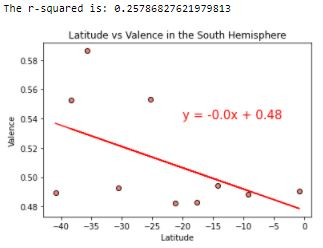 The r-squared is: 0.25786827621979813
Latitude vs Valence in the South Hemisphere
0.58
0.56
0.54
0.52
0.50
0.48
Valence
y = -0.0x + 0.48
−40 −35 −30 −25 −20 −15 −10 −5 0
Latitude